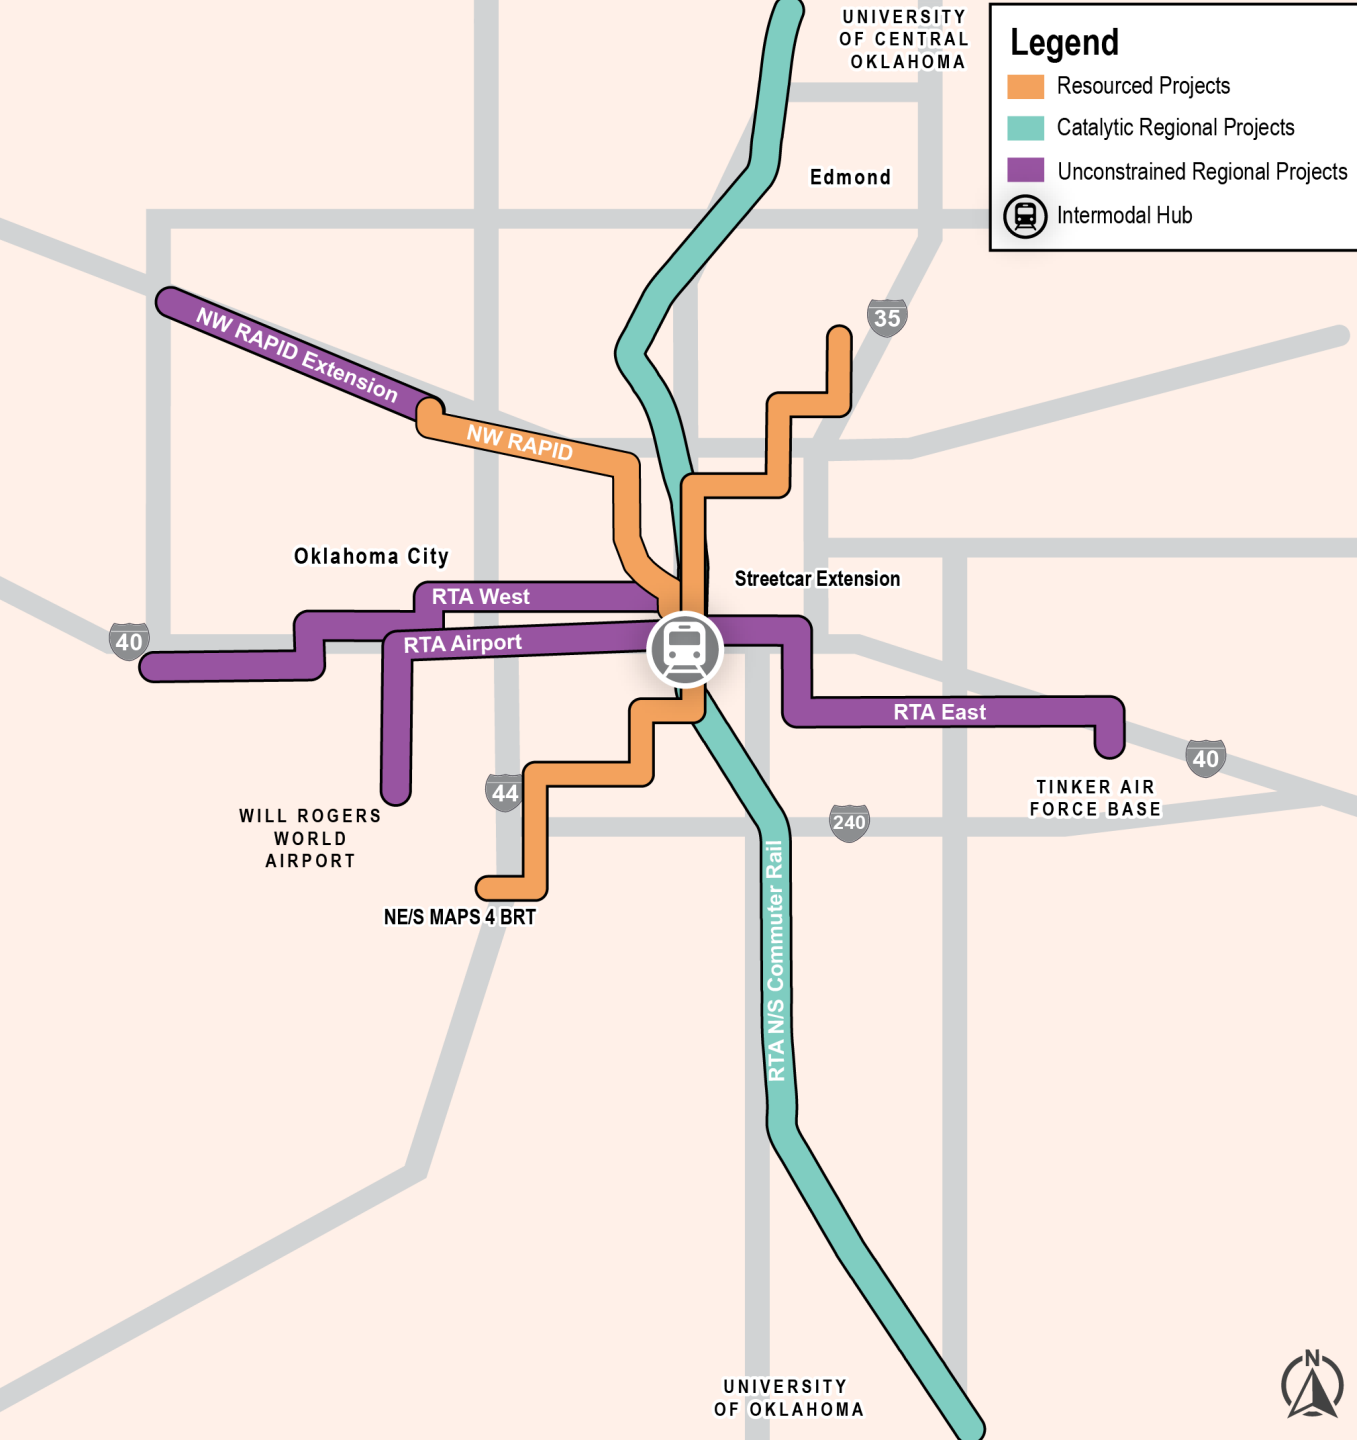 UNIVERSITY
OF CENTRAL
OKLAHOMA
Legend
Resourced Projects
Catalytic Regional Projects
Unconstrained Regional Projects
Intermodal Hub
Edmond
35
NW RAPID Extension
NW RAPID
Oklahoma City
Streetcar Extension
RTA West
40
RTA Airport
RTA East
40
TINKER AIR
FORCE BASE
44
240
WILL ROGERS
WORLD
AIRPORT
NE/S MAPS 4 BRT
RTA N/S Commuter Rail
UNIVERSITY
OF OKLAHOMA
N